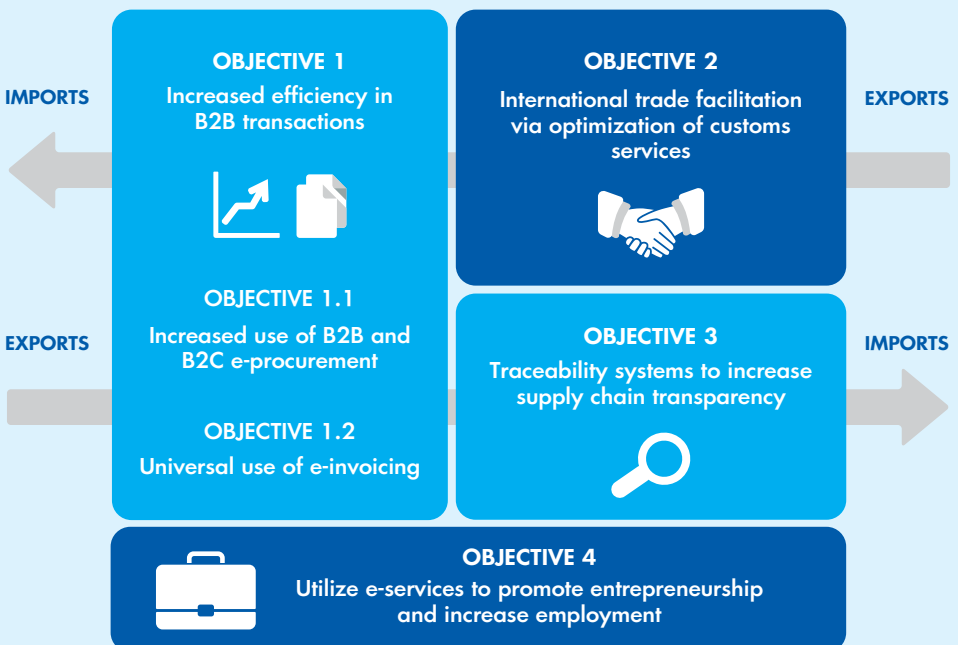 IMPORTS
OBJECTIVE 1
Increased efficiency in
B2B transactions
OBJECTIVE 1.1
Increased use of B2B and
B2C e-procurement
OBJECTIVE 1.2
Universal use of e-invoicing
EXPORTS
OBJECTIVE 2
International trade facilitation
via optimization of customs
services
EXPORTS
OBJECTIVE 3
Traceability systems to increase
supply chain transparency
IMPORTS
OBJECTIVE 4
Utilize e-services to promote entrepreneurship
and increase employment